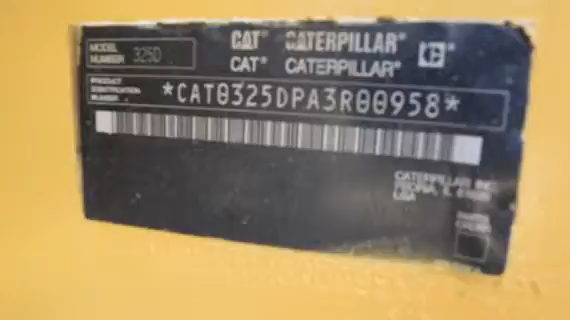 MODEL NUMBER 325D
CAT CATERPILLAR
CAT CATERPILLAR
PRODUCT IDENTIFICATION NUMBER
*CAT0325DPA3R00958*
CATERPILLAR INC.
PEORIA, IL
USA